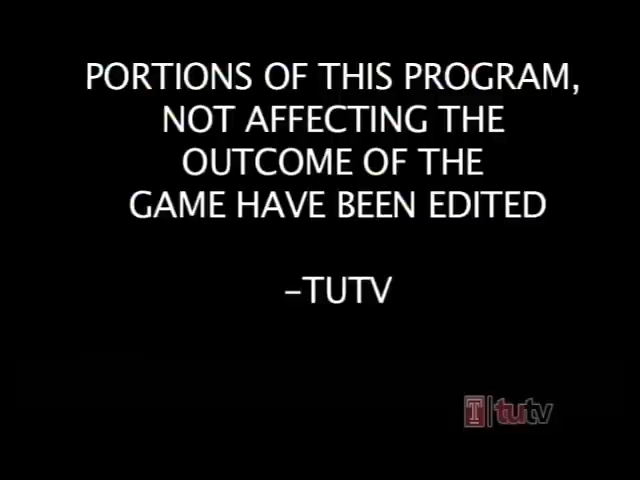 PORTIONS OF THIS PROGRAM,
NOT AFFECTING THE
OUTCOME OF THE
GAME HAVE BEEN EDITED
–TUTV
T|tutv